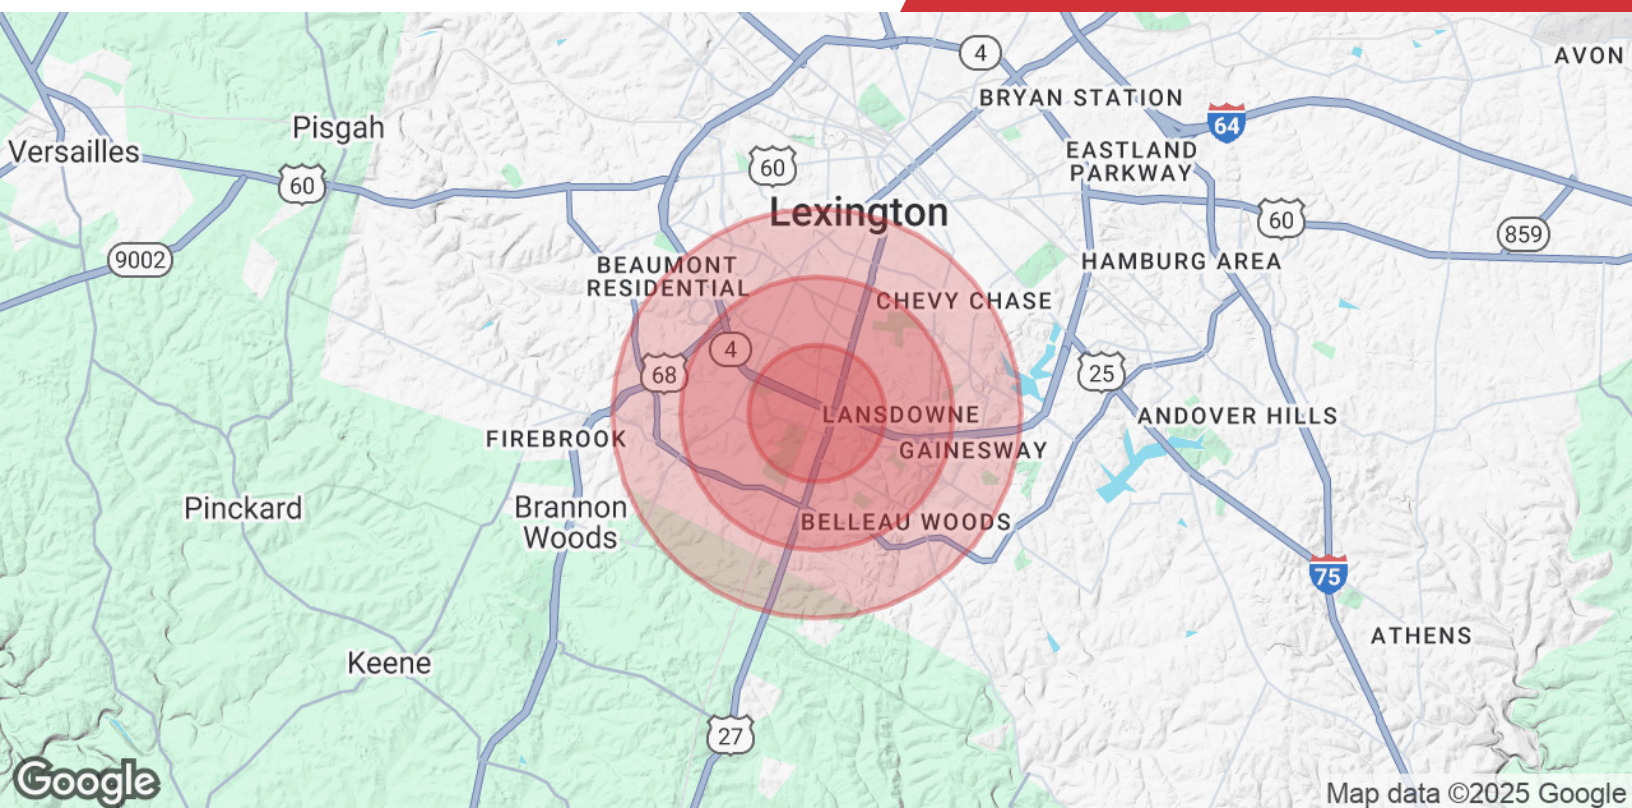 4
AVON
BRYAN STATION
64
Pisgah
Versailles
EASTLAND
PARKWAY
60
60
Lexington
60
859
9002
BEAUMONT
RESIDENTIAL
HAMBURG AREA
CHEVY CHASE
4
68
25
LANSDOWNE
ANDOVER HILLS
FIREBROOK
GAINESWAY
Pinckard
Brannon
Woods
BELLEAU WOODS
75
ATHENS
Keene
27
Google
Map data ©2025 Google